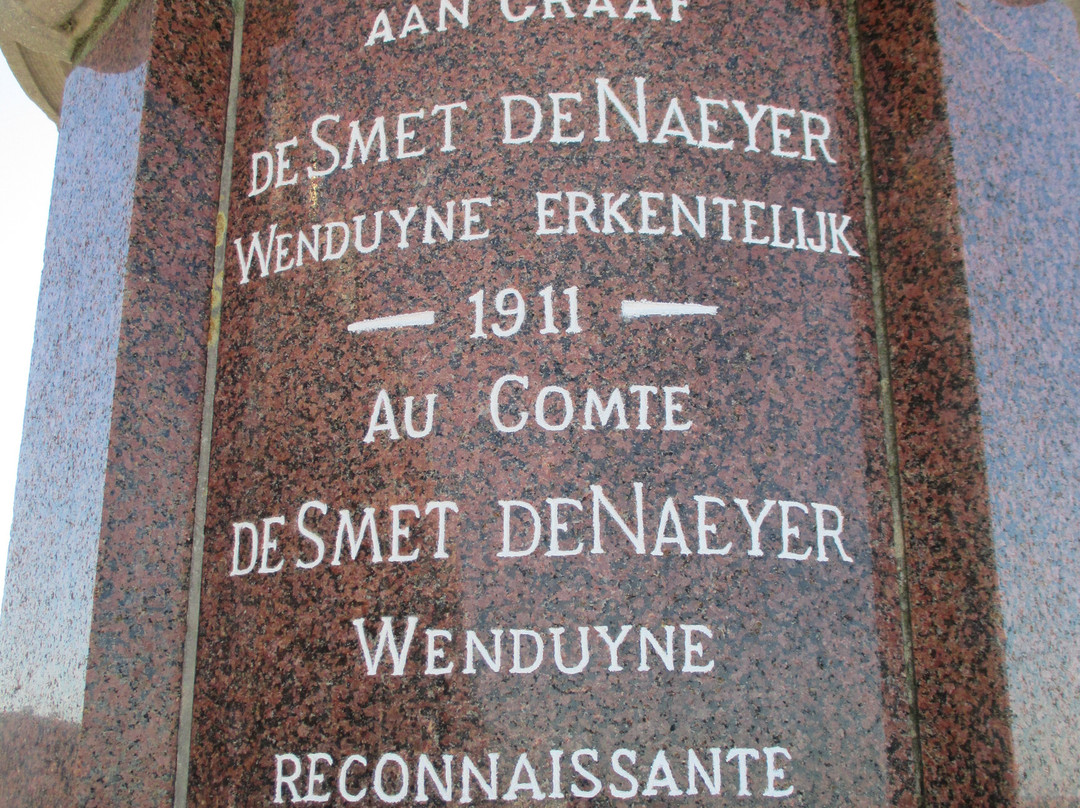 AAN GRAAF
DE SMET DE NAEYER
WENDUYNE ERKENTELIJK
1911
AU COMTE
DE SMET DE NAEYER
WENDUYNE
RECONNAISSANTE